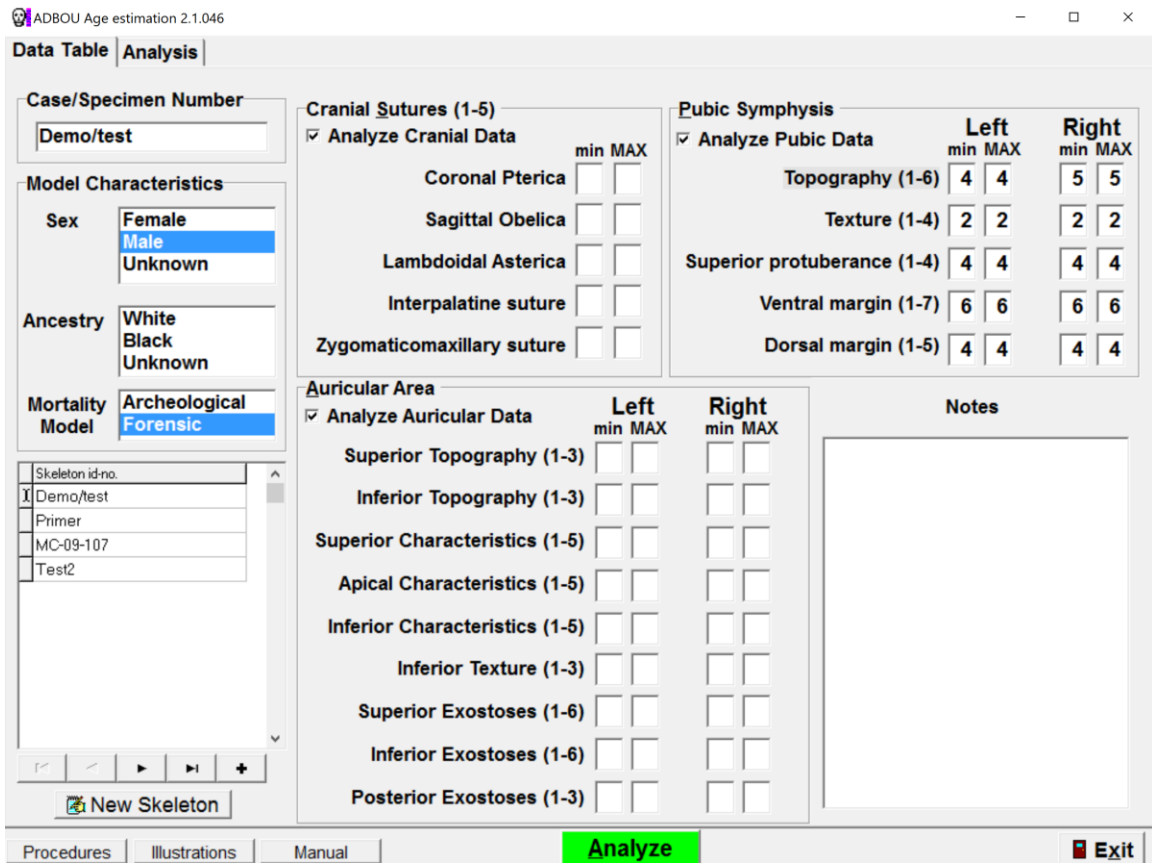 ADBOU Age estimation 2.1.046
Data Table Analysis
Case/Specimen Number
Demo/test
Model Characteristics
Sex
Female
Male
Unknown
Ancestry
White
Black
Unknown
Mortality Model
Archeological
Forensic
Skeleton id-no.
Demo/test
Primer
MC-09-107
Test2
New Skeleton
Cranial Sutures (1-5)
Analyze Cranial Data
min MAX
Coronal Pterica
Sagittal Obelica
Lambdoidal Asterica
Interpalatine suture
Zygomaticomaxillary suture
Pubic Symphysis
Analyze Pubic Data
Left Right
min MAX min MAX
Topography (1-6) 4 4 5 5
Texture (1-4) 2 2 2 2
Superior protuberance (1-4) 4 4 4 4
Ventral margin (1-7) 6 6 6 6
Dorsal margin (1-5) 4 4 4 4
Auricular Area
Analyze Auricular Data
Left Right
min MAX min MAX
Superior Topography (1-3)
Inferior Topography (1-3)
Superior Characteristics (1-5)
Apical Characteristics (1-5)
Inferior Characteristics (1-5)
Inferior Texture (1-3)
Superior Exostoses (1-6)
Inferior Exostoses (1-6)
Posterior Exostoses (1-3)
Notes
Procedures Illustrations Manual Analyze Exit